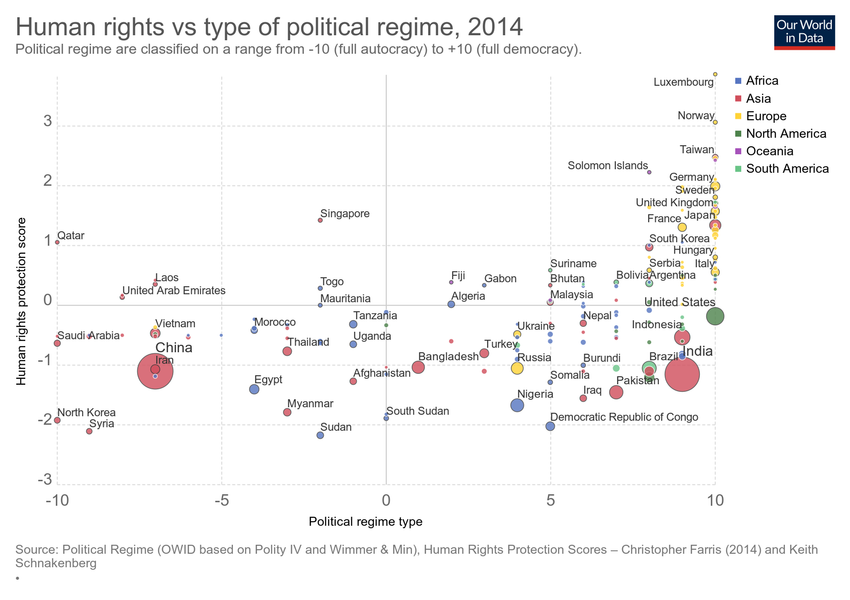 Human rights vs type of political regime, 2014
Political regime are classified on a range from -10 (full autocracy) to +10 (full democracy).
Our World
in Data
Luxembourg
Africa
Asia
Norway
Europe
3
North America
Taiwan
Oceania
Solomon Islands
South America
Germany
2
Sweden
United Kingdom
Singapore
France Japan
Qatar
South Korea
1
Hungary
Suriname
Serbia
Italy
Laos
Togo
Fiji
Gabon
Bhutan
Bolivia
Argentina
United Arab Emirates
Mauritania
Algeria
Malaysia
0
United States
Vietnam
Morocco
Tanzania
Ukraine
Nepal
Indonesia
Saudi Arabia
Thailand
Uganda
Turkey
China
India
Iran
Bangladesh
Russia
Burundi
Brazil
-1
Afghanistan
Somalia
Egypt
Iraq
Pakistan
Nigeria
North Korea
Myanmar
South Sudan
Democratic Republic of Congo
Syria
Sudan
-2
-3
-10
-5
0
5
10
Human rights protection score
Political regime type
Source: Political Regime (OWID based on Polity IV and Wimmer & Min), Human Rights Protection Scores – Christopher Farris (2014) and Keith
Schnakenberg
•